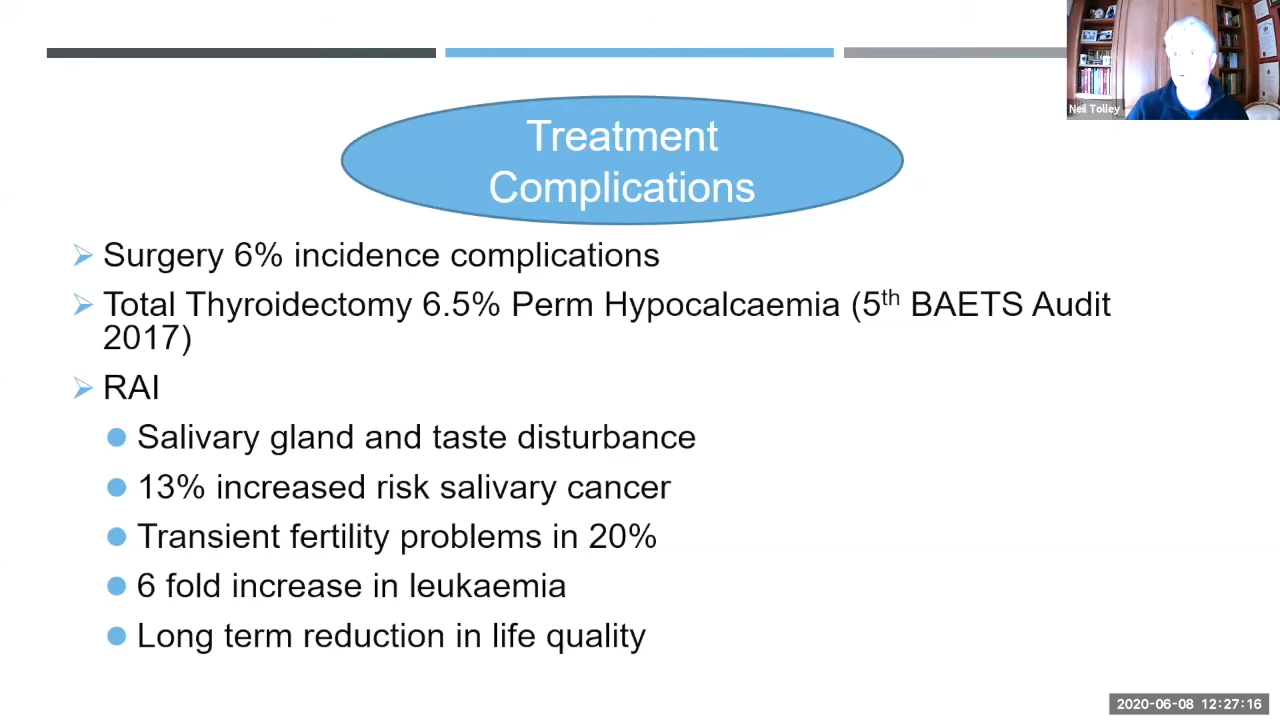 Neil Tolley
Treatment
Complications
Surgery 6% incidence complications
Total Thyroidectomy 6.5% Perm Hypocalcaemia (5th BAETS Audit
2017)
RAI
Salivary gland and taste disturbance
13% increased risk salivary cancer
Transient fertility problems in 20%
6 fold increase in leukaemia
Long term reduction in life quality
2020-06-08 12:27:16